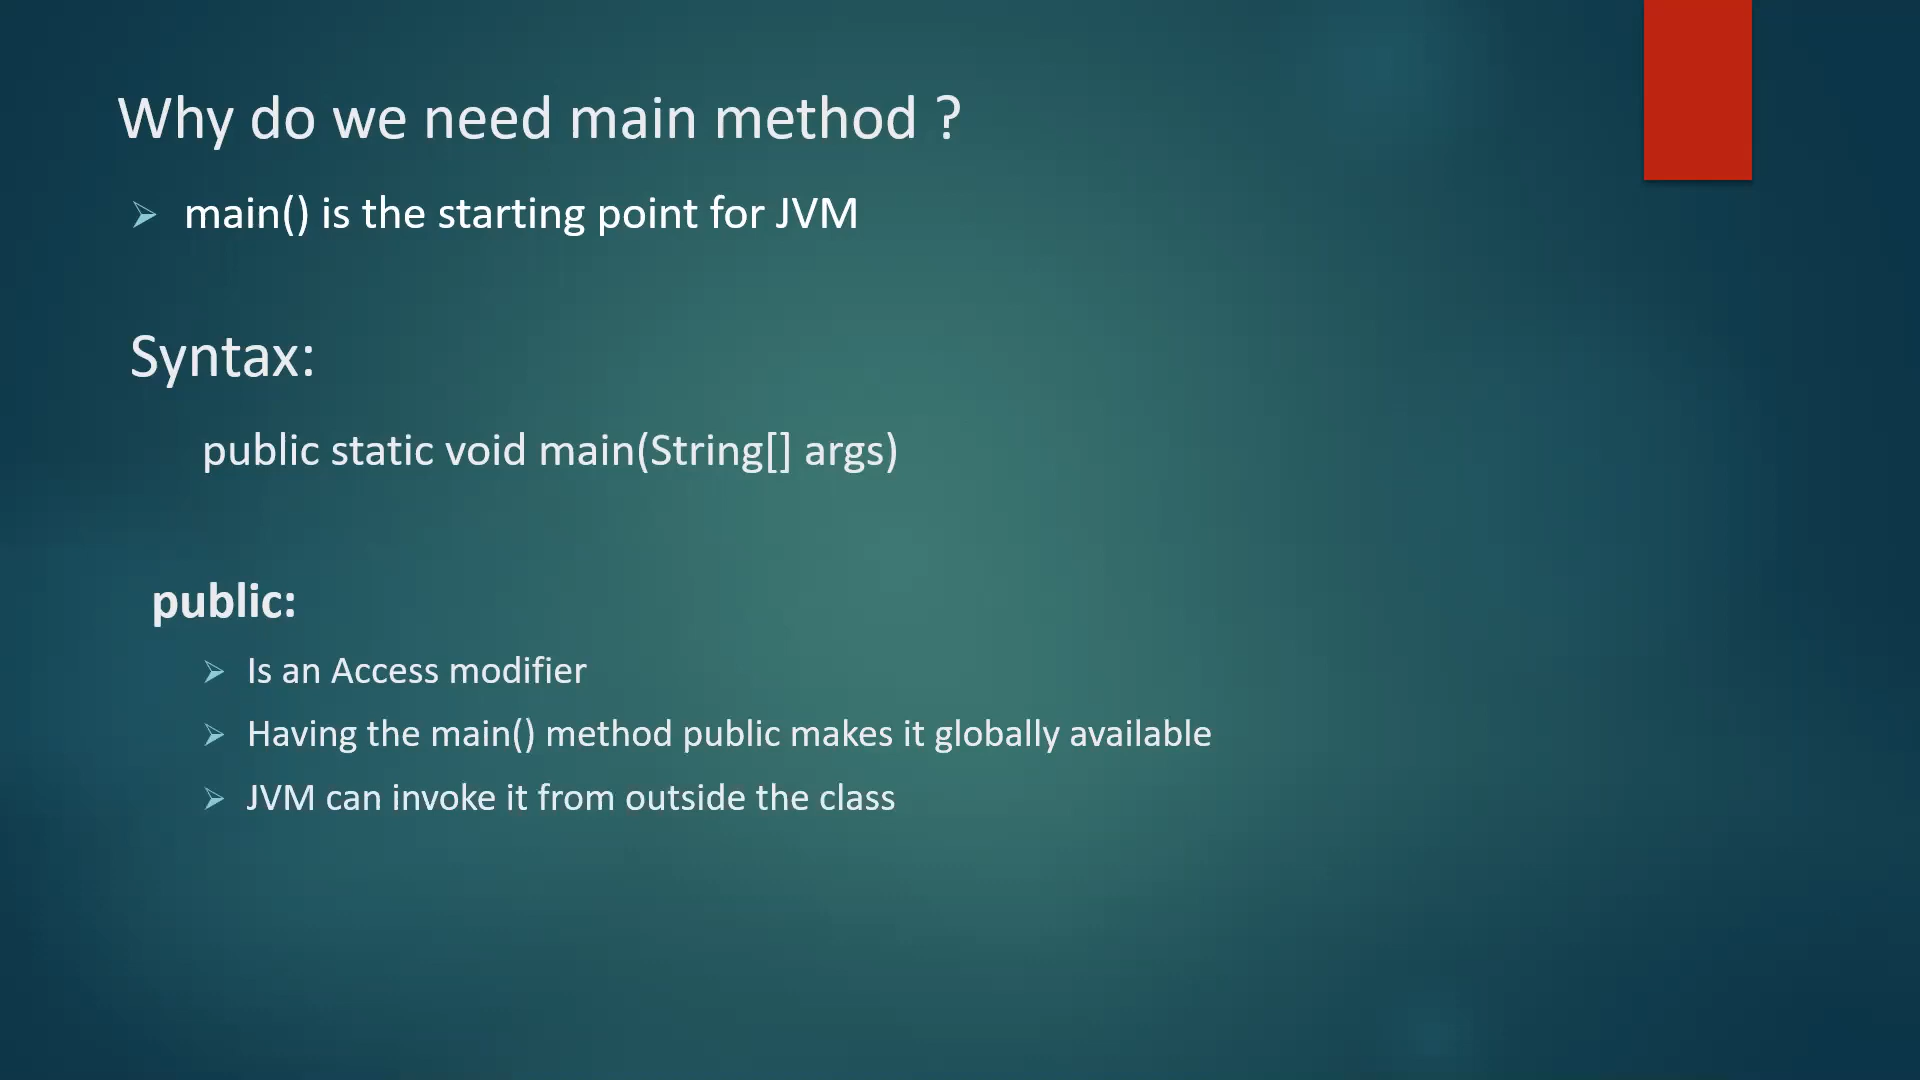 Why do we need main method ?
main() is the starting point for JVM
Syntax:
public static void main(String[] args)
public:
Is an Access modifier
Having the main() method public makes it globally available
JVM can invoke it from outside the class